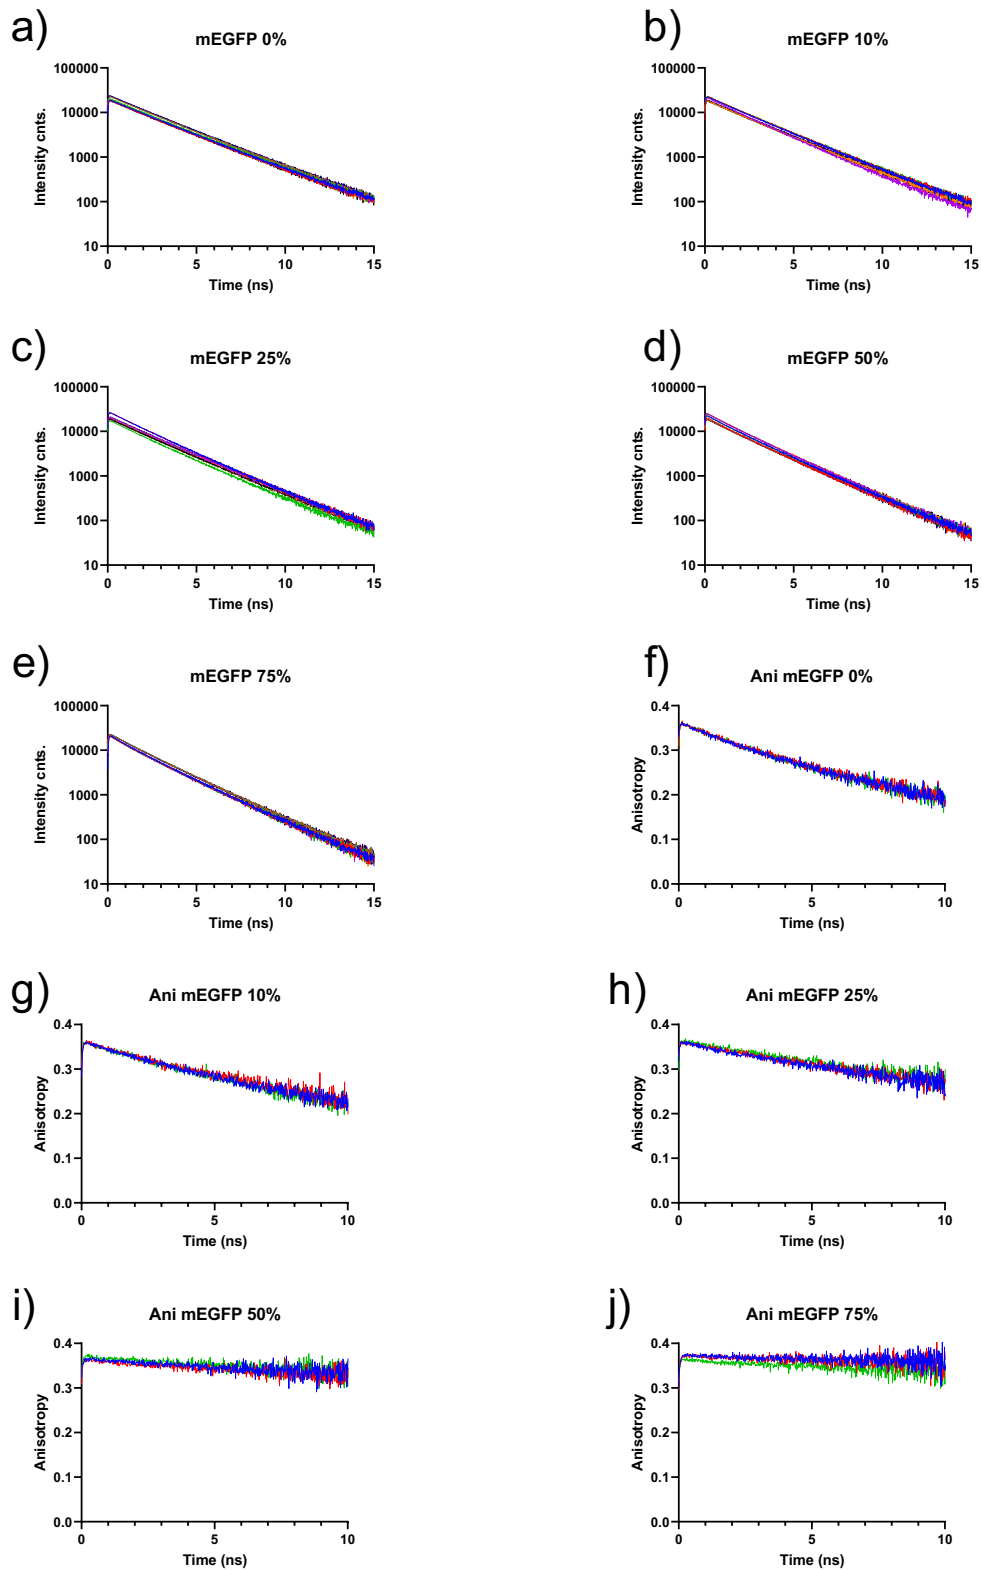 a)
mEGFP 0%
100000
10000
1000
100
10
Intensity cnts.
0 5 10 15
Time (ns)
b)
mEGFP 10%
100000
10000
1000
100
10
Intensity cnts.
0 5 10 15
Time (ns)
c)
mEGFP 25%
100000
10000
1000
100
10
Intensity cnts.
0 5 10 15
Time (ns)
d)
mEGFP 50%
100000
10000
1000
100
10
Intensity cnts.
0 5 10 15
Time (ns)
e)
mEGFP 75%
100000
10000
1000
100
10
Intensity cnts.
0 5 10 15
Time (ns)
f)
Ani mEGFP 0%
0.4
0.3
0.2
0.1
0.0
Anisotropy
0 5 10
Time (ns)
g)
Ani mEGFP 10%
0.4
0.3
0.2
0.1
0.0
Anisotropy
0 5 10
Time (ns)
h)
Ani mEGFP 25%
0.4
0.3
0.2
0.1
0.0
Anisotropy
0 5 10
Time (ns)
i)
Ani mEGFP 50%
0.4
0.3
0.2
0.1
0.0
Anisotropy
0 5 10
Time (ns)
j)
Ani mEGFP 75%
0.4
0.3
0.2
0.1
0.0
Anisotropy
0 5 10
Time (ns)